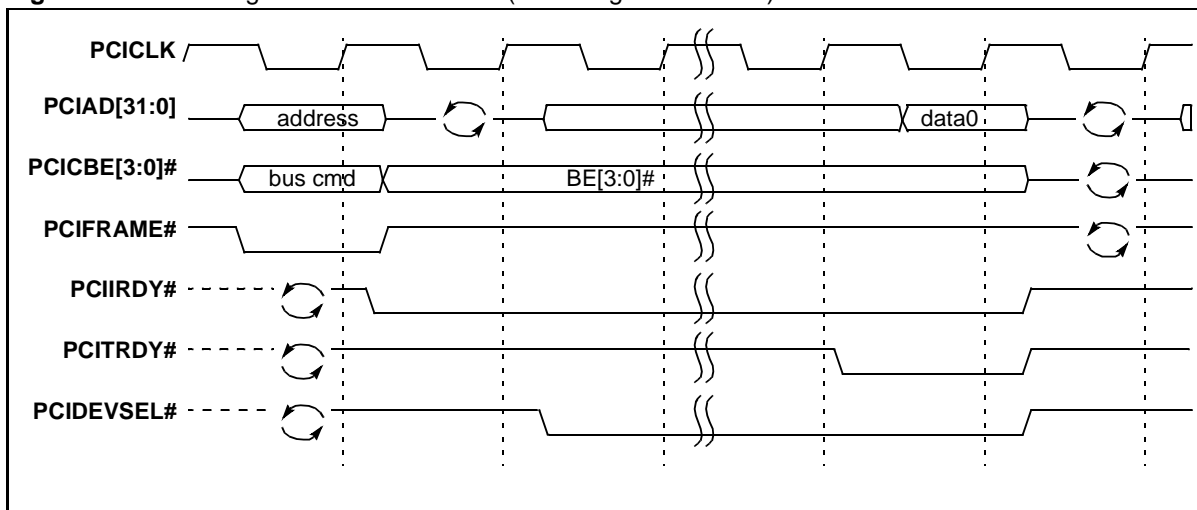 PCICLK
PCIAD[31:0]
address
data0
PCICBE[3:0]#
bus cmd
BE[3:0]#
PCIFRAME#
PCIIRDY#
PCITRDY#
PCIDEVSEL#